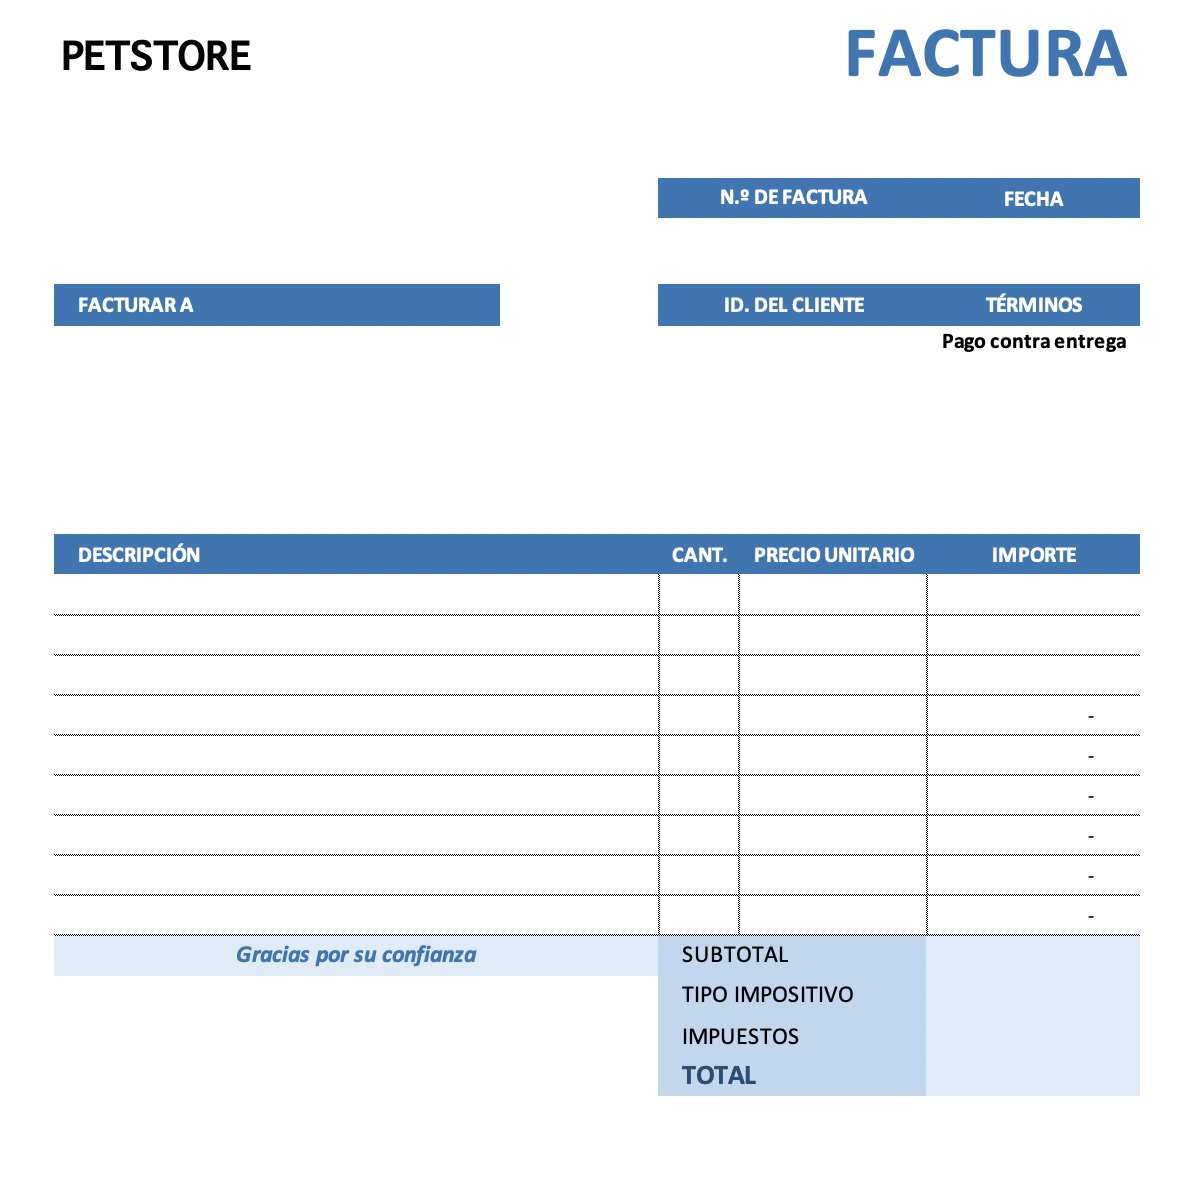 PETSTORE
FACTURA
N.º DE FACTURA FECHA
FACTURAR A
ID. DEL CLIENTE TÉRMINOS
Pago contra entrega
DESCRIPCIÓN CANT. PRECIO UNITARIO IMPORTE
-
-
-
-
-
-
Gracias por su confianza
SUBTOTAL
TIPO IMPOSITIVO
IMPUESTOS
TOTAL